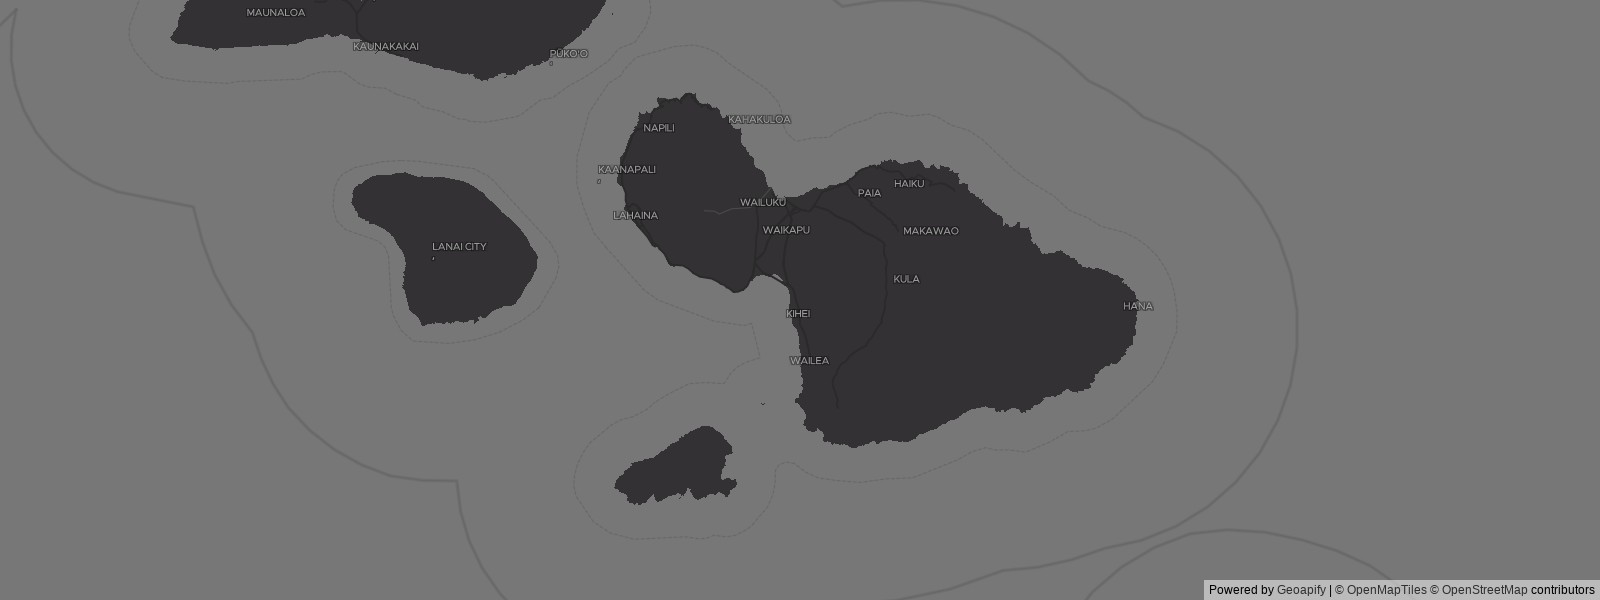 MAUNALOA
KAUNAKAKAI
PŪKOʻO
KAHAKULOA
NAPILI
KAANAPALI
HAIKU
PAIA
WAILUKU
LAHAINA
WAIKAPU
MAKAWAO
LANAI CITY
KULA
HANA
KIHEI
WAILEA
Powered by Geoapify | © OpenMapTiles © OpenStreetMap contributors